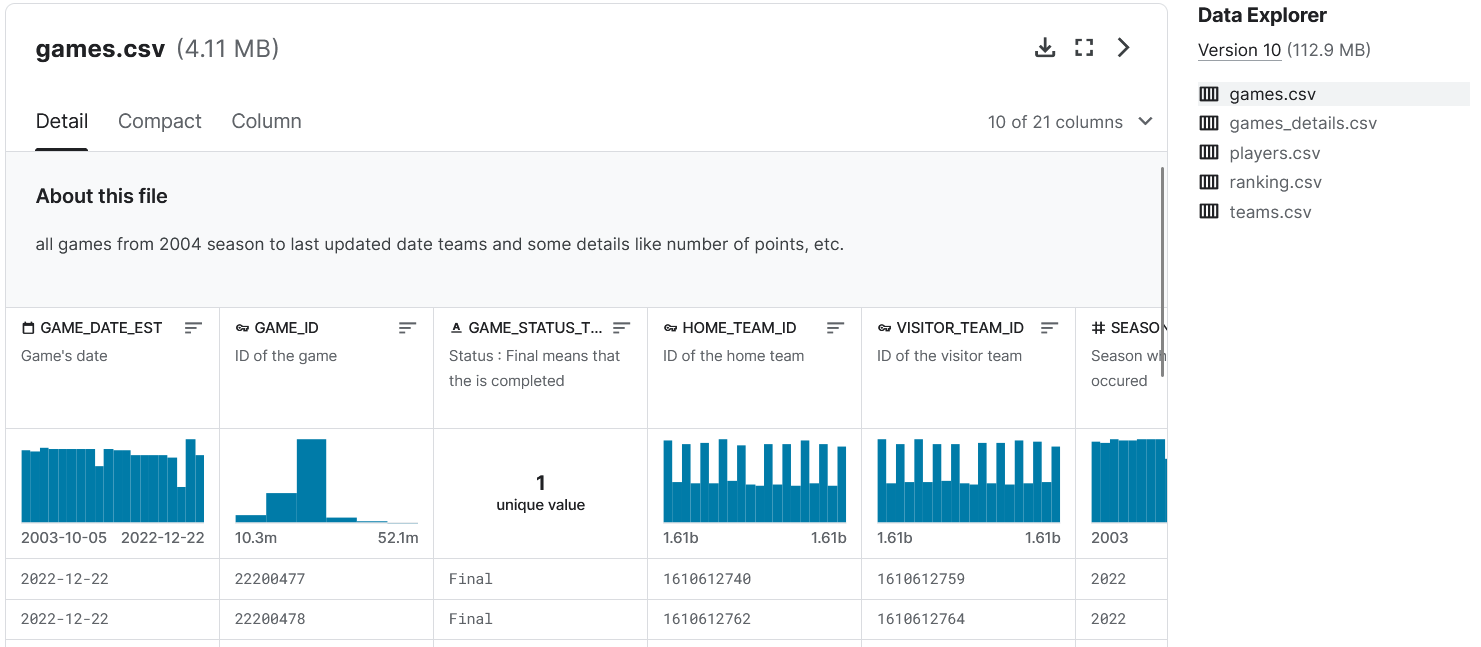 games.csv (4.11 MB)
Detail Compact Column 10 of 21 columns
About this file
all games from 2004 season to last updated date teams and some details like number of points, etc.
GAME_DATE_EST GAME_ID GAME_STATUS_T... HOME_TEAM_ID VISITOR_TEAM_ID # SEASON
Game's date ID of the game Status : Final means that ID of the home team ID of the visitor team Season wh
the is completed occured
1
unique value
2003-10-05 2022-12-22 10.3m 52.1m 1.61b 1.61b 1.61b 1.61b 2003
2022-12-22 22200477 Final 1610612740 1610612759 2022
2022-12-22 22200478 Final 1610612762 1610612764 2022
Data Explorer
Version 10 (112.9 MB)
games.csv
games_details.csv
players.csv
ranking.csv
teams.csv